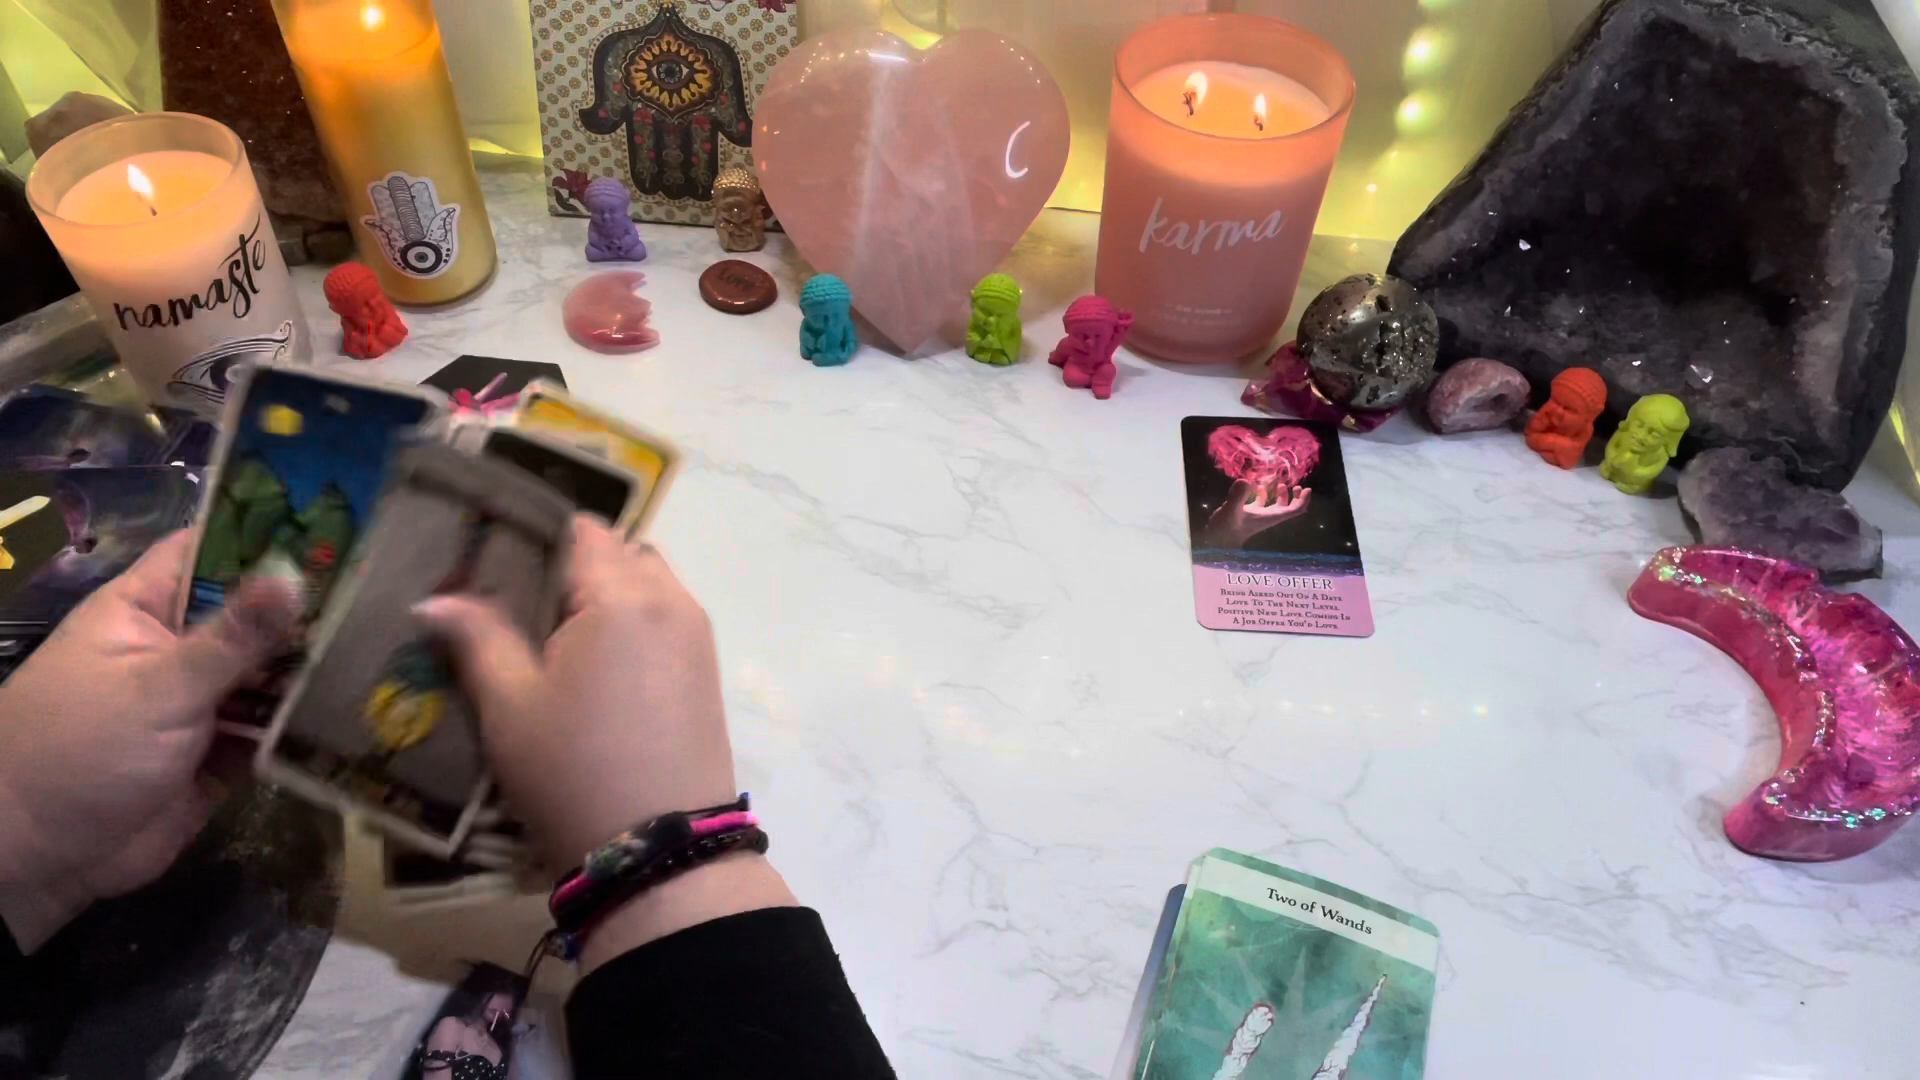 namaste
Love
karma
LOVE OFFER
BEING ASKED OUT ON A DATE
LOVE TO THE NEXT LEVEL
POSITIVE NEW LOVE COMING IN
A JOB OFFER YOU'D LOVE
Two of Wands